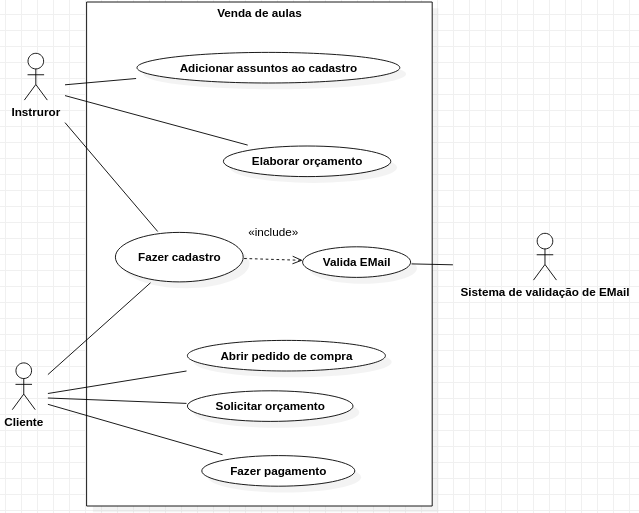 Venda de aulas
Adicionar assuntos ao cadastro
Instruror
Elaborar orçamento
«include»
Fazer cadastro
Valida EMail
Sistema de validação de EMail
Abrir pedido de compra
Solicitar orçamento
Cliente
Fazer pagamento